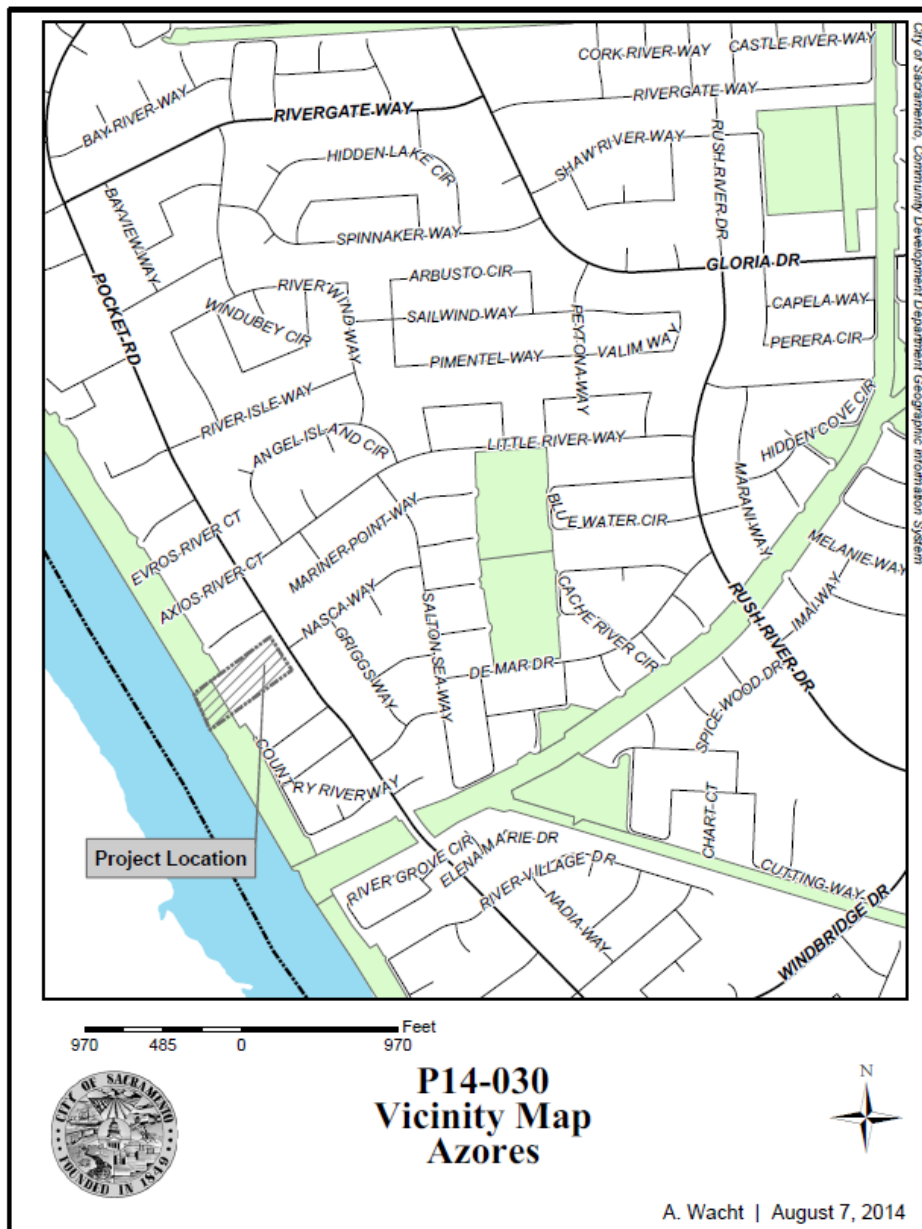 CORK RIVER WAY
CASTLE RIVER WAY
BAY RIVER WAY
RIVERGATE WAY
RIVERGATE WAY
RUSH RIVER DR
SHAW RIVER WAY
HIDDEN LAKE CIR
BAYVIEW WAY
SPINNAKER WAY
GLORIA DR
POCKET RD
ARBUSTO CIR
RIVER WIND WAY
WINDUBEY CIR
SAILWIND WAY
PEYTONA WAY
CAPELA WAY
PIMENTEL WAY
VALIM WAY
PERERA CIR
RIVER ISLE WAY
ANGEL ISLAND CIR
LITTLE RIVER WAY
HIDDEN COVE CIR
MARANI WAY
BLUE WATER CIR
EVROS RIVER CT
AXIOS RIVER CT
MARINER POINT WAY
MELANIE WAY
IMAI WAY
NASCA WAY
GRIGGS WAY
SALTON SEA WAY
CACHE RIVER CIR
RUSH RIVER DR
DE MAR DR
SPICE WOOD DR
COUNTRY RIVER WAY
CHART CT
Project Location
RIVER GROVE CIR
ELENA MARIE DR
RIVER VILLAGE DR
NADIA WAY
CUTTING WAY
WINDBRIDGE DR
City of Sacramento, Community Development Department Geographic Information System
Feet
970 485 0 970
CITY OF SACRAMENTO
FOUNDED IN 1849
P14-030
Vicinity Map
Azores
N
A. Wacht | August 7, 2014